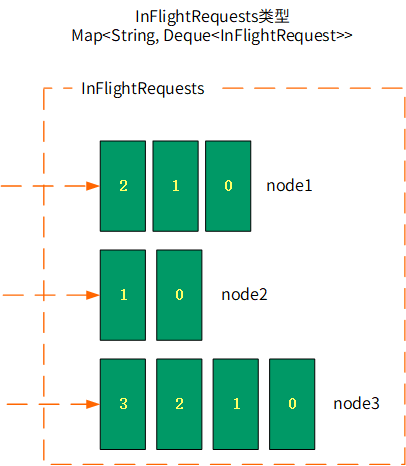 InFlightRequests类型
Map<String, Deque<InFlightRequest>>
InFlightRequests
2 1 0 node1
1 0 node2
3 2 1 0 node3